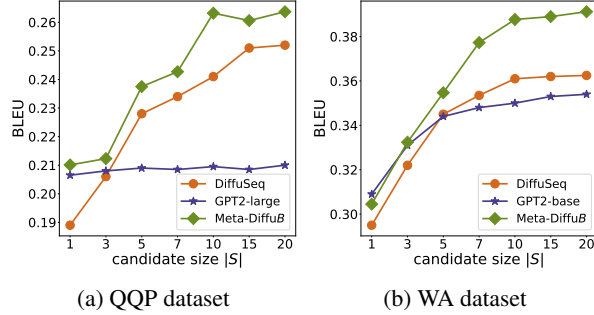 BLEU
0.26
0.25
0.24
0.23
0.22
0.21
0.20
0.19
1 3 5 7 10 15 20
candidate size |S|
DiffuSeq
GPT2-large
Meta-DiffuB
(a) QQP dataset
BLEU
0.38
0.36
0.34
0.32
0.30
1 3 5 7 10 15 20
candidate size |S|
DiffuSeq
GPT2-base
Meta-DiffuB
(b) WA dataset